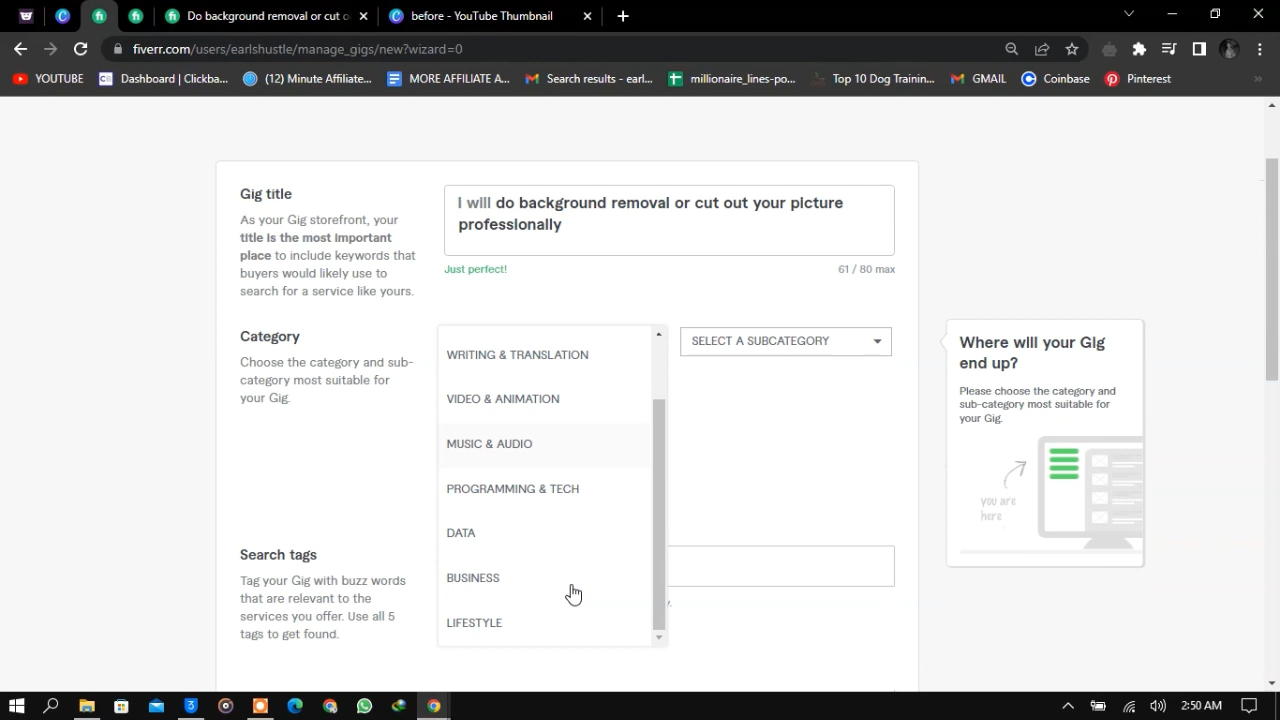 Do background removal or cut o
before - YouTube Thumbnail
fiverr.com/users/earlshustle/manage_gigs/new?wizard=0
YOUTUBE
Dashboard | Clickba...
(12) Minute Affiliate...
MORE AFFILIATE A...
Search results - earl...
millionaire_lines-po...
Top 10 Dog Training...
GMAIL
Coinbase
Pinterest
Gig title
As your Gig storefront, your
title is the most important
place to include keywords that
buyers would likely use to
search for a service like yours.
I will do background removal or cut out your picture
professionally
Just perfect!
61 / 80 max
Category
Choose the category and sub-
category most suitable for
your Gig.
WRITING & TRANSLATION
VIDEO & ANIMATION
MUSIC & AUDIO
PROGRAMMING & TECH
DATA
BUSINESS
LIFESTYLE
SELECT A SUBCATEGORY
Where will your Gig
end up?
Please choose the category and
sub-category most suitable for
your Gig.
you are
here
Search tags
Tag your Gig with buzz words
that are relevant to the
services you offer. Use all 5
tags to get found.
2:50 AM